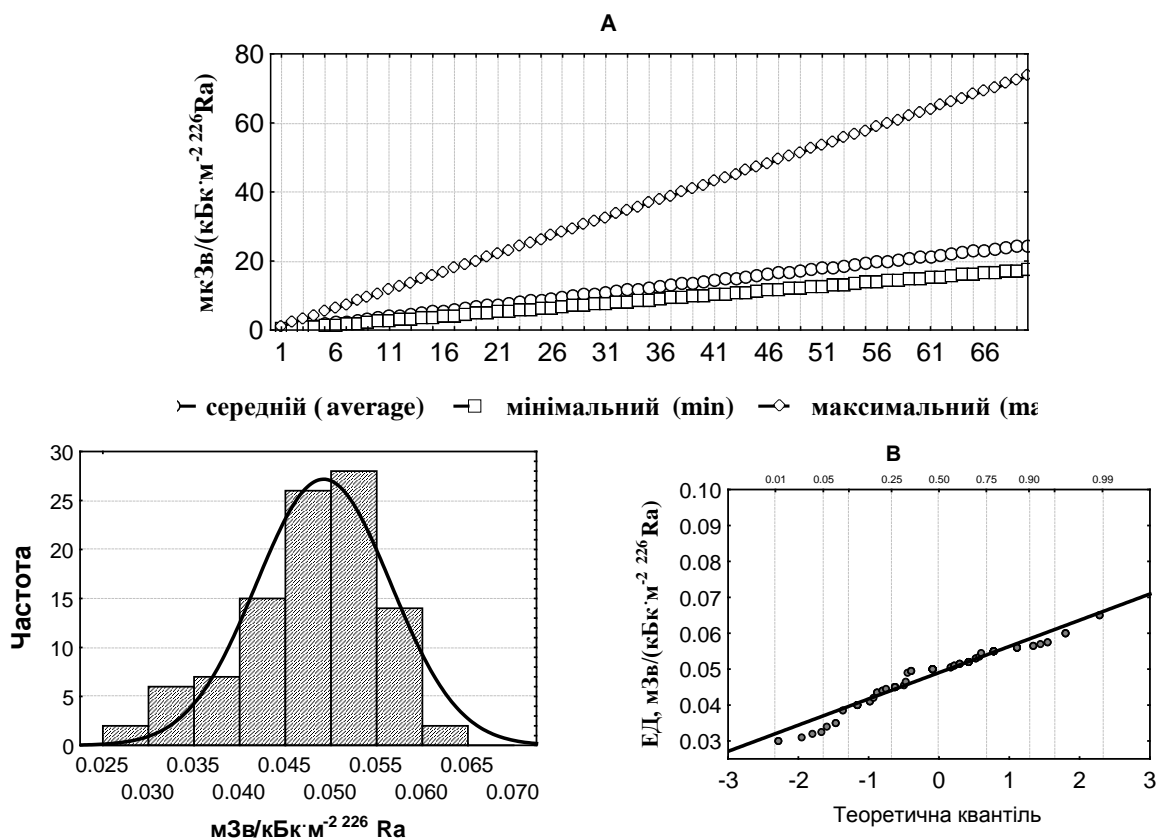 А
80
60
40
20
0
мкЗв/(кБк·м-2 226Ra)
1 6 11 16 21 26 31 36 41 46 51 56 61 66
середній (average) мінімальний (min) максимальний (ma
30
25
20
15
10
5
0
Частота
0.025 0.035 0.045 0.055 0.065
0.030 0.040 0.050 0.060 0.070
мЗв/кБк·м-2 226 Ra
В
0.01 0.05 0.25 0.50 0.75 0.90 0.99
0.10
0.09
0.08
0.07
0.06
0.05
0.04
0.03
ЕД, мЗв/(кБк·м-2 226Ra)
-3 -2 -1 0 1 2 3
Теоретична квантіль